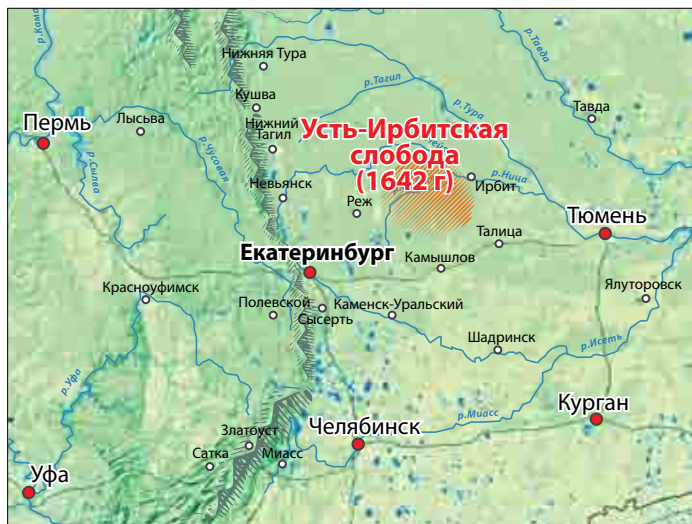 р.Кама
Нижняя Тура
р.Тавда
р.Тагил
Кушва
р.Тура
Тавда
Лысьва
Пермь
Нижний
Тагил
Усть-Ирбитская
слобода
(1642 г)
р.Чусовая
р.Сылва
р.Ница
Ирбит
Невьянск
Реж
Тюмень
Талица
Екатеринбург
Камышлов
Красноуфимск
Ялуторовск
Полевской
Каменск-Уральский
Сысерть
Шадринск
р.Исеть
р.Уфа
р.Миасс
Курган
Челябинск
Златоуст
Сатка
Миасс
Уфа